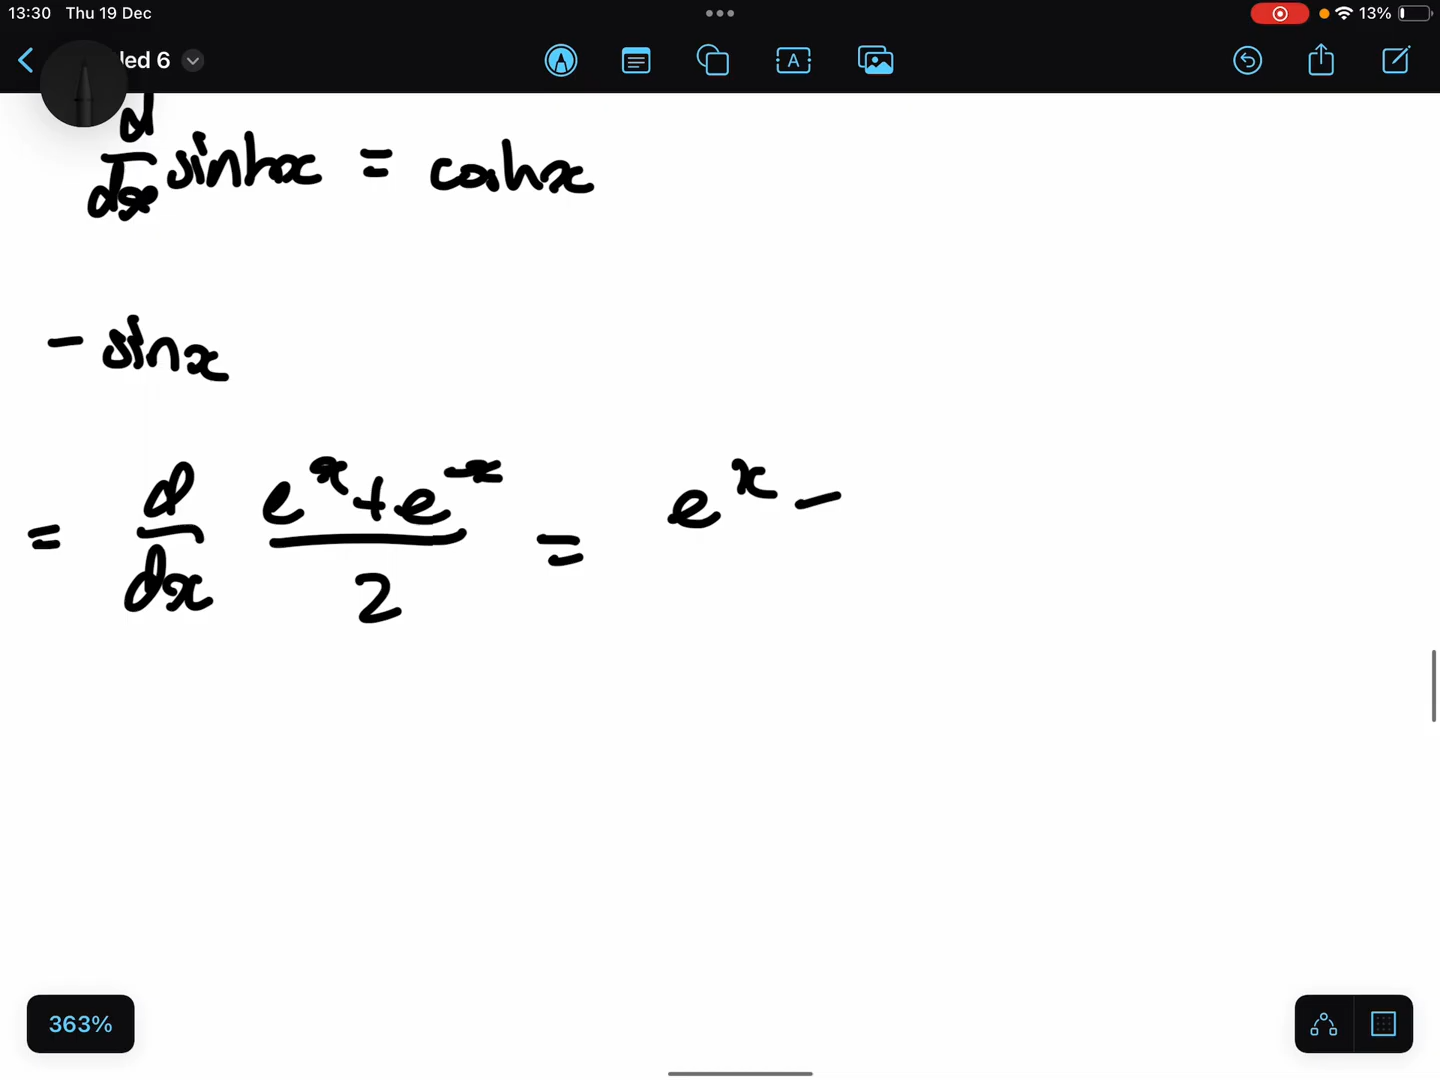 13:30 Thu 19 Dec 13%
led 6
d/dx sinhx = coshx
- sinx
= d/dx (e^x + e^-x)/2 = e^x -
363%